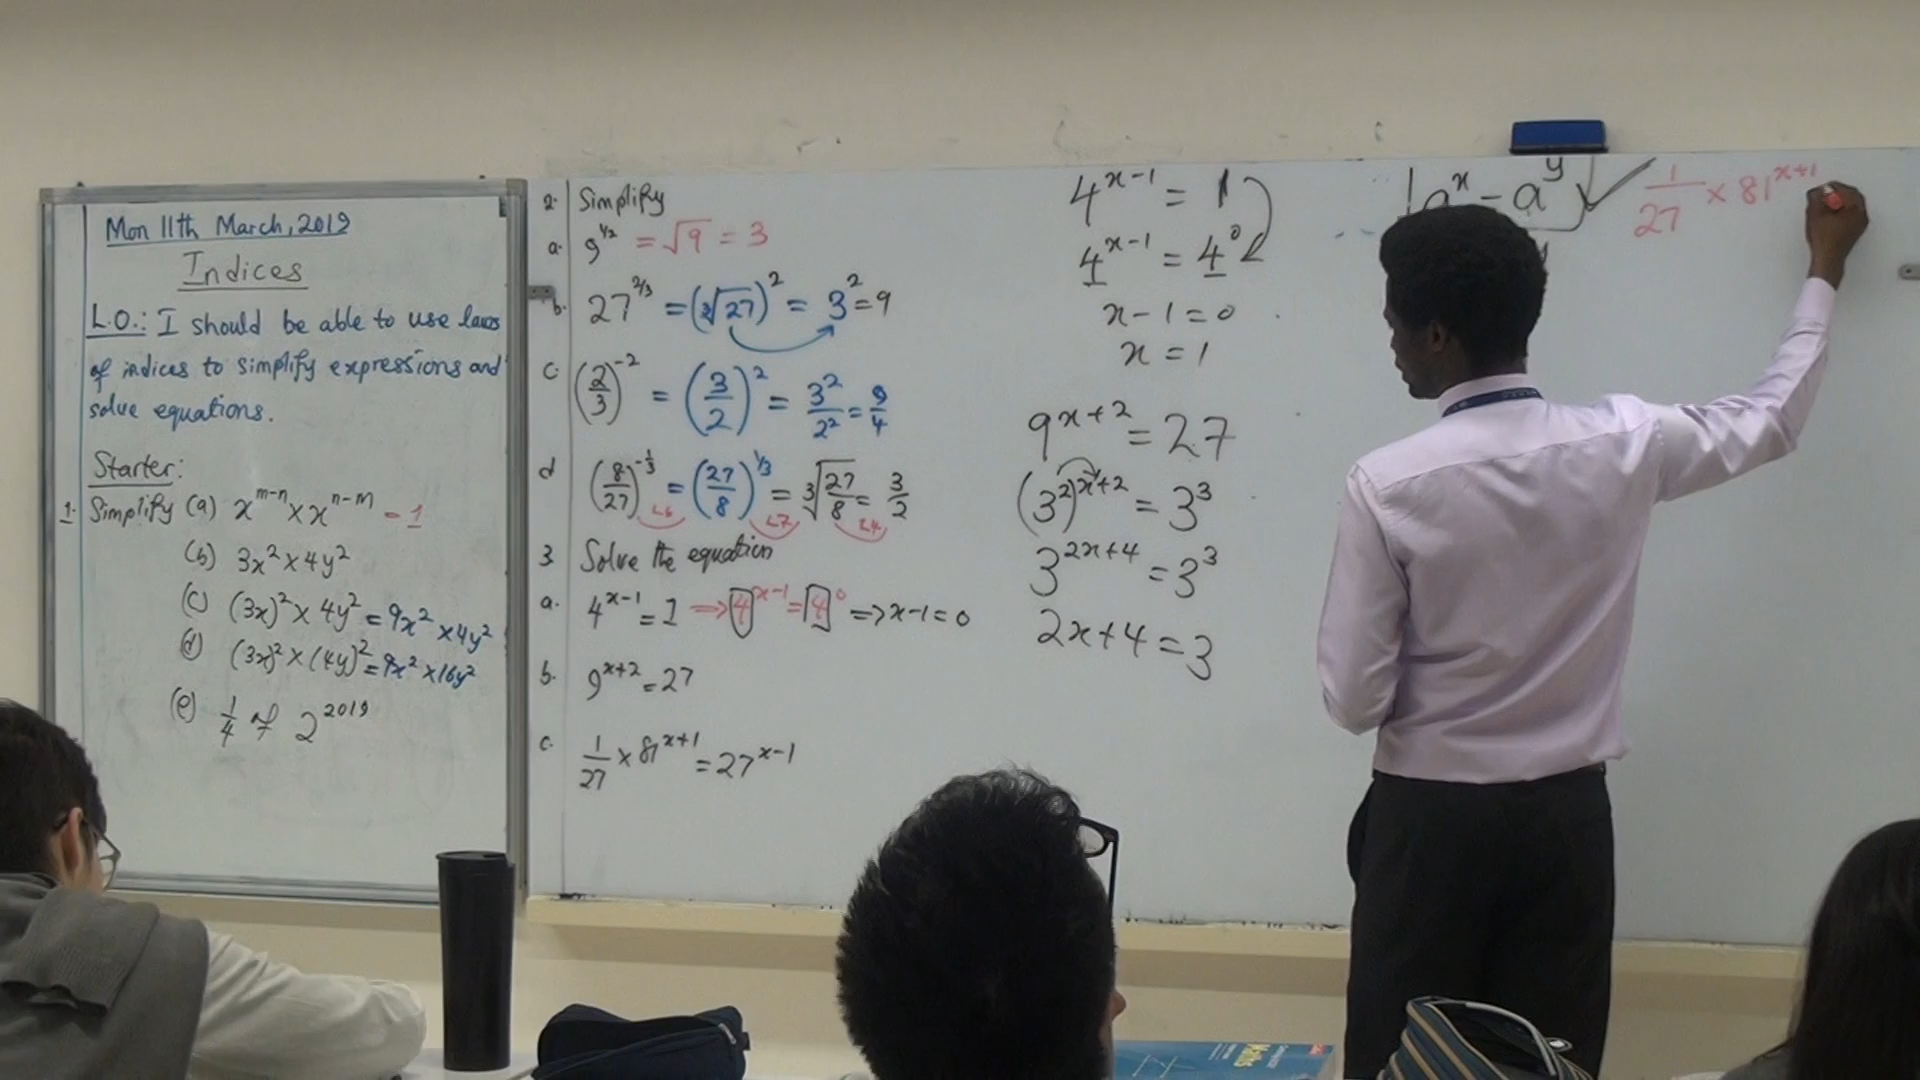 Mon 11th March, 2019
Indices
L.O.: I should be able to use laws
of indices to simplify expressions and
solve equations.
Starter:
1. Simplify (a) x^{m-n} × x^{n-m} = 1
(b) 3x² × 4y²
(c) (3x)² × 4y² = 9x² × 4y²
(d) (3x)² × (4y)² = 9x² × 16y²
(e) 1/4 of 2^{2019}
2. Simplify
a. 9^{1/2} = √9 = 3
b. 27^{2/3} = (∛27)² = 3² = 9
c. (2/3)^{-2} = (3/2)² = 3²/2² = 9/4
d (8/27)^{-1/3} = (27/8)^{1/3} = ∛(27/8) = 3/2
L6 L7 L4
3 Solve the equation
a. 4^{x-1} = 1 ⇒ 4^{x-1} = 4^0 ⇒ x-1 = 0
b. 9^{x+2} = 27
c. 1/27 × 81^{x+1} = 27^{x-1}
4^{x-1} = 1
4^{x-1} = 4^0
x-1 = 0
x = 1
9^{x+2} = 27
(3²)^{x+2} = 3³
3^{2x+4} = 3³
2x+4 = 3
a^x = a^y
1/27 × 81^{x+1}
Maths